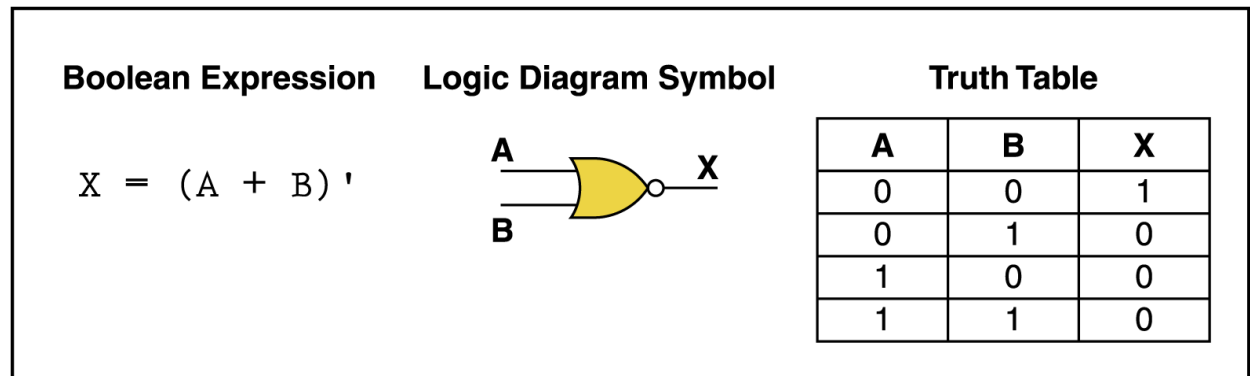 Boolean Expression
Logic Diagram Symbol
Truth Table
X = (A + B)'
A
B
X
A B X
0 0 1
0 1 0
1 0 0
1 1 0